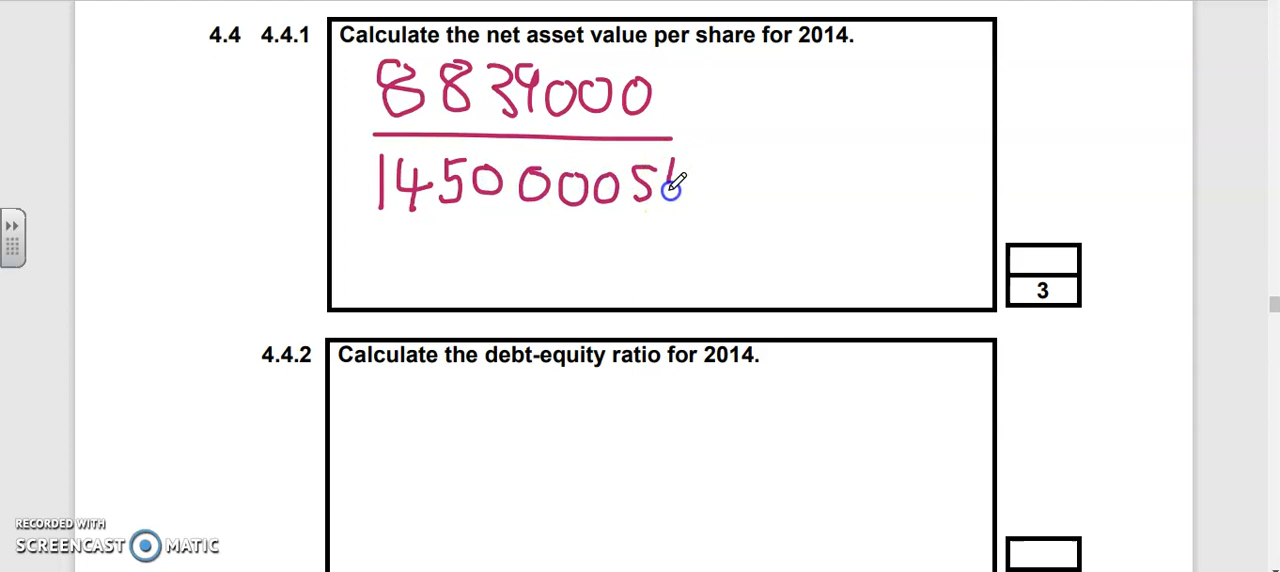 4.4 4.4.1 Calculate the net asset value per share for 2014.
8839000
1450000 s
3
4.4.2 Calculate the debt-equity ratio for 2014.
RECORDED WITH
SCREENCAST MATIC